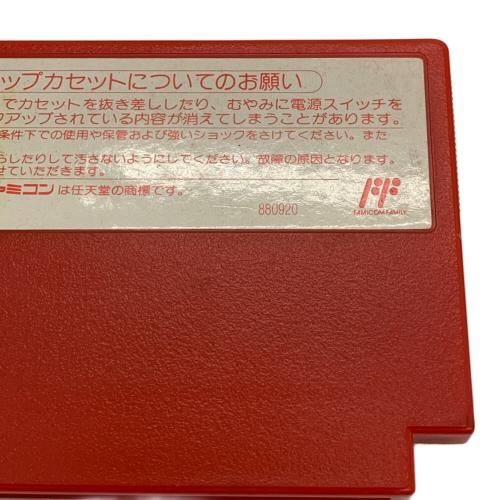 ップカセットについてのお願い
でカセットを抜き差ししたり、むやみに電源スイッチを
アップされている内容が消えてしまうことがあります。
条件下での使用や保管および強いショックをさけてください。また
らしたりして汚さないようにしてください。故障の原因となります。
せていただきます。
ァミコンは任天堂の商標です。
880920
FAMICOM FAMILY